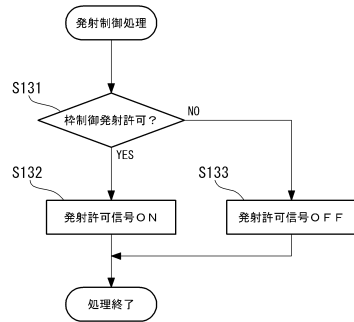 発射制御処理
S131
枠制御発射許可？
NO
YES
S132
S133
発射許可信号ＯＮ
発射許可信号ＯＦＦ
処理終了